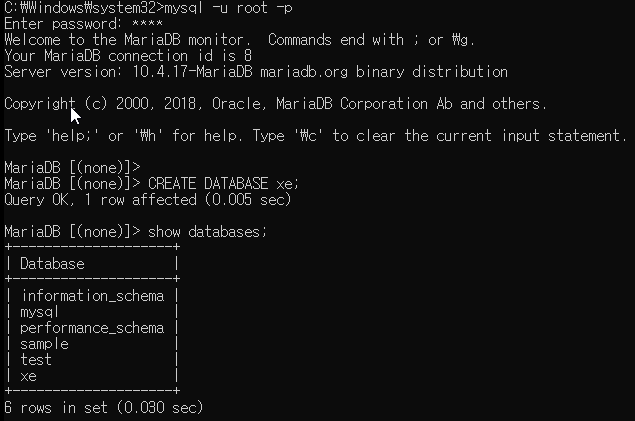 C:₩Windows₩system32>mysql -u root -p
Enter password: ****
Welcome to the MariaDB monitor.  Commands end with ; or ₩g.
Your MariaDB connection id is 8
Server version: 10.4.17-MariaDB mariadb.org binary distribution

Copyright (c) 2000, 2018, Oracle, MariaDB Corporation Ab and others.

Type 'help;' or '₩h' for help. Type '₩c' to clear the current input statement.

MariaDB [(none)]>
MariaDB [(none)]> CREATE DATABASE xe;
Query OK, 1 row affected (0.005 sec)

MariaDB [(none)]> show databases;
+--------------------+
| Database           |
+--------------------+
| information_schema |
| mysql              |
| performance_schema |
| sample             |
| test               |
| xe                 |
+--------------------+
6 rows in set (0.030 sec)